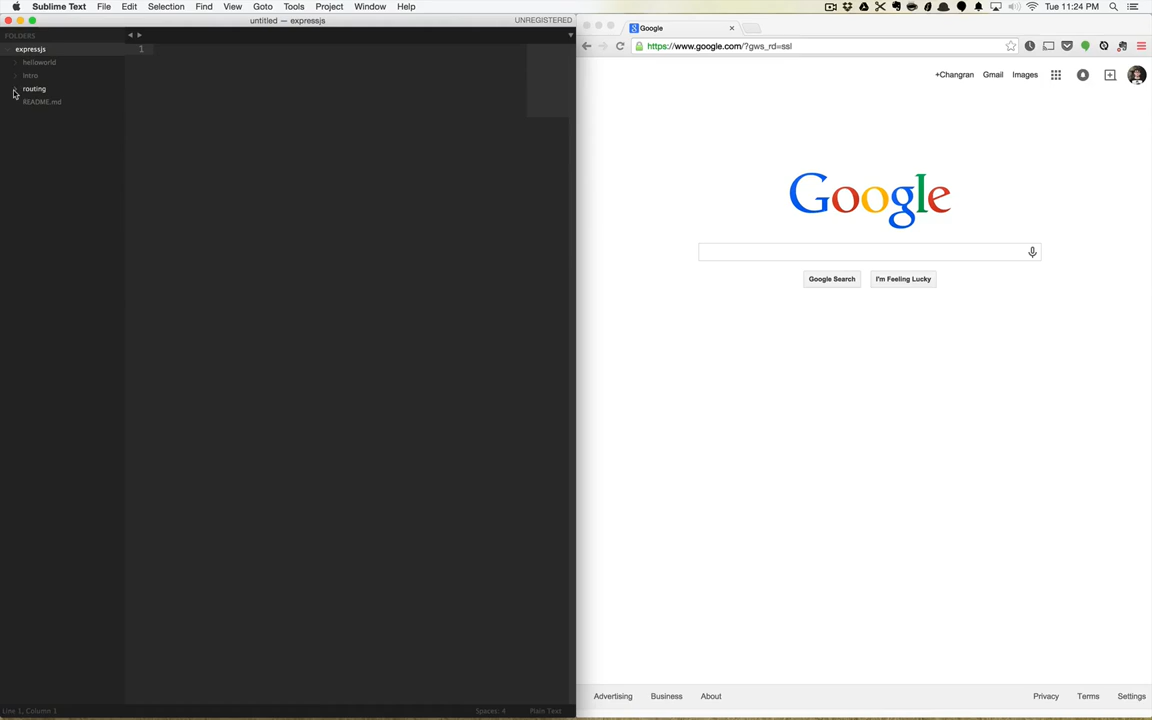 Sublime Text File Edit Selection Find View Goto Tools Project Window Help Tue 11:24 PM
untitled — expressjs UNREGISTERED
FOLDERS
expressjs
helloworld
intro
routing
README.md
1
Line 1, Column 1 Spaces: 4 Plain Text
Google
https://www.google.com/?gws_rd=ssl
+Changran Gmail Images
Google
Google Search I'm Feeling Lucky
Advertising Business About Privacy Terms Settings